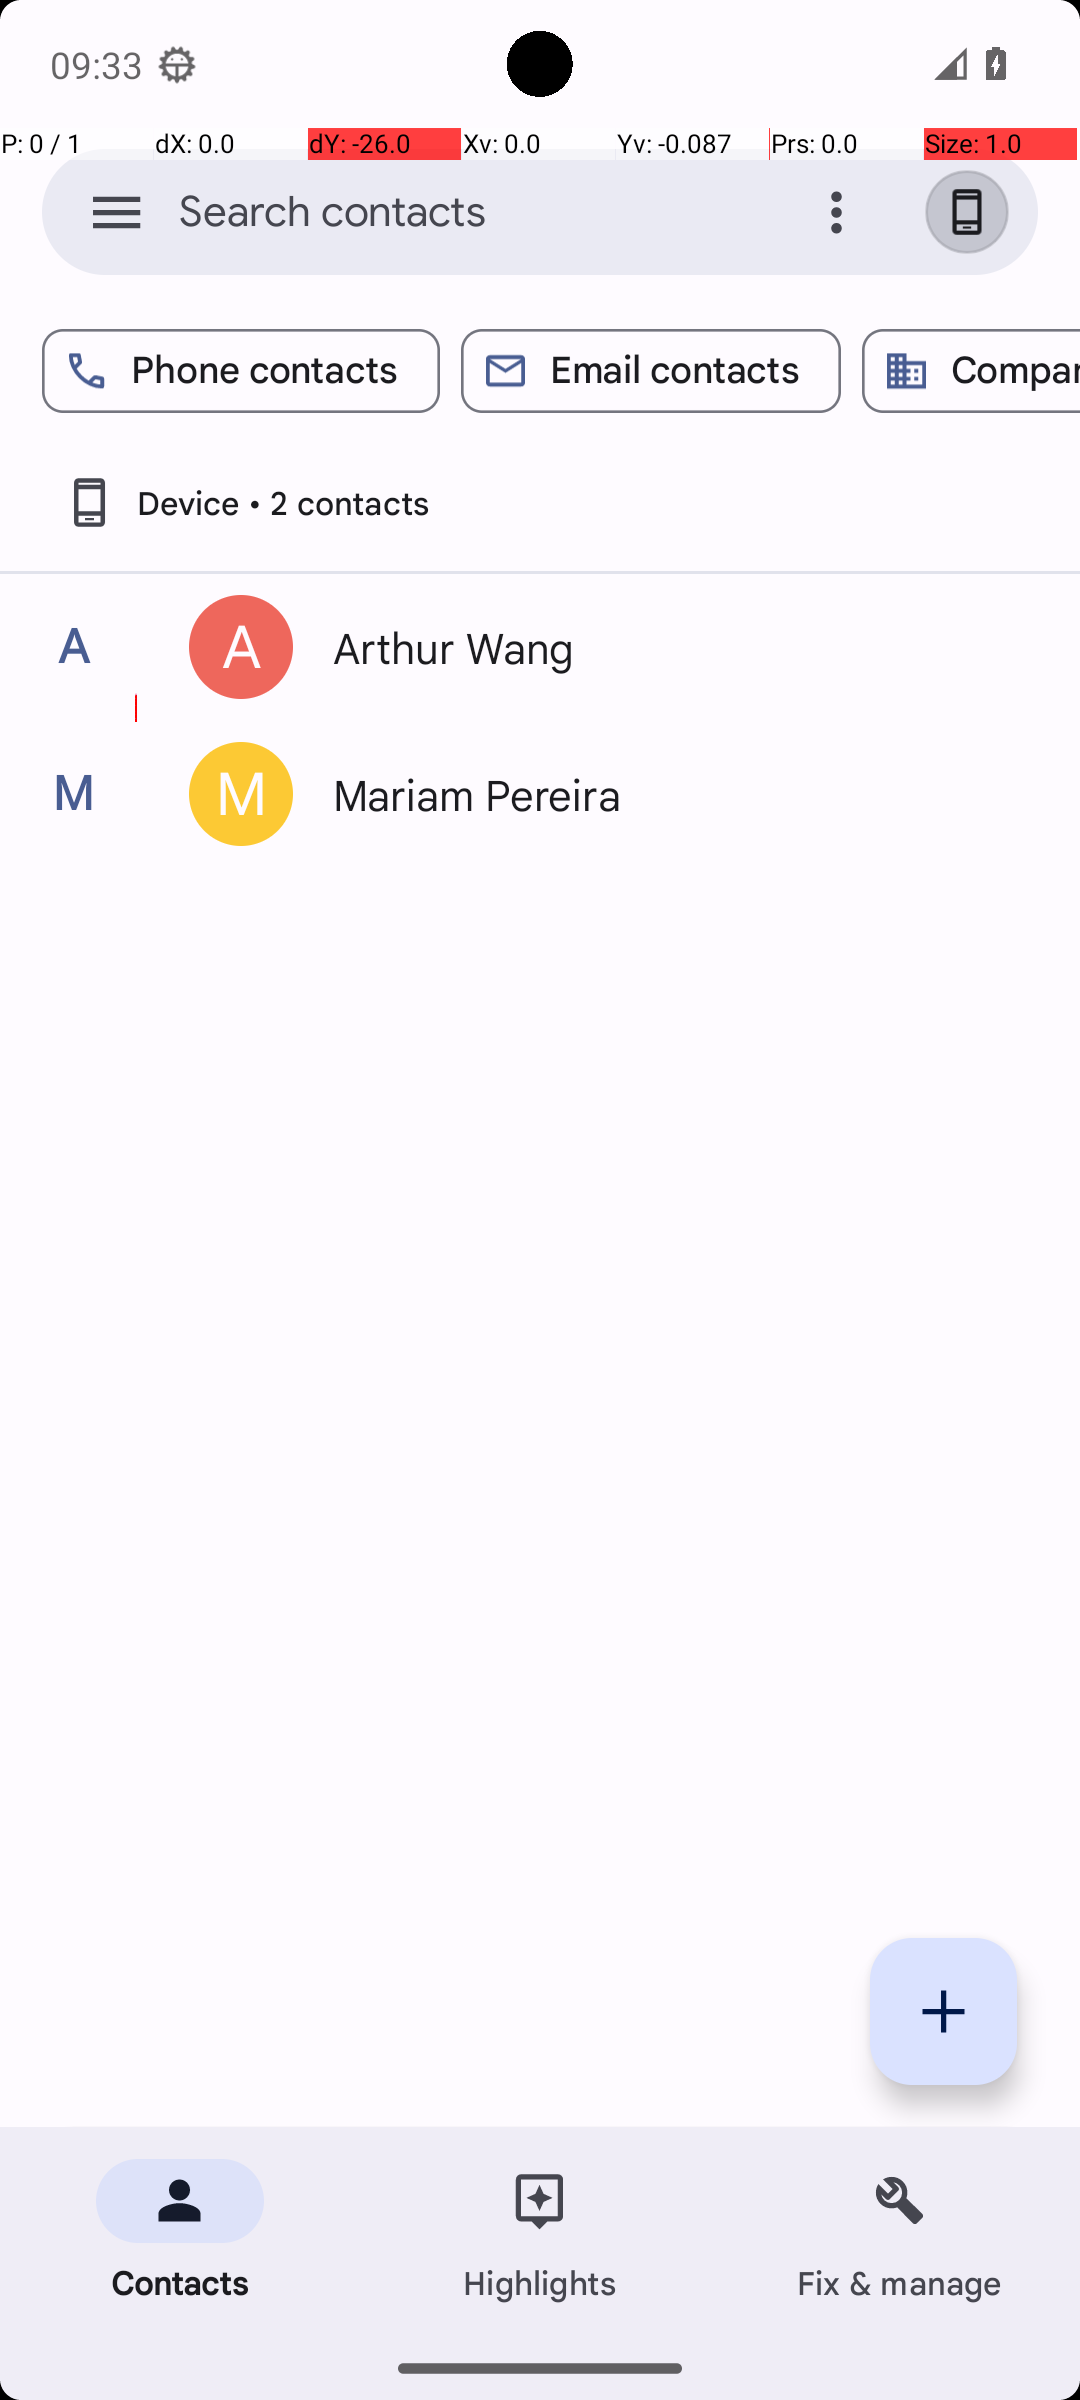 09:33
P: 0 / 1 dX: 0.0 dY: -26.0 Xv: 0.0 Yv: -0.087 Prs: 0.0 Size: 1.0
Search contacts
Phone contacts Email contacts
Device • 2 contacts
A A Arthur Wang
M M Mariam Pereira
Contacts Highlights Fix & manage